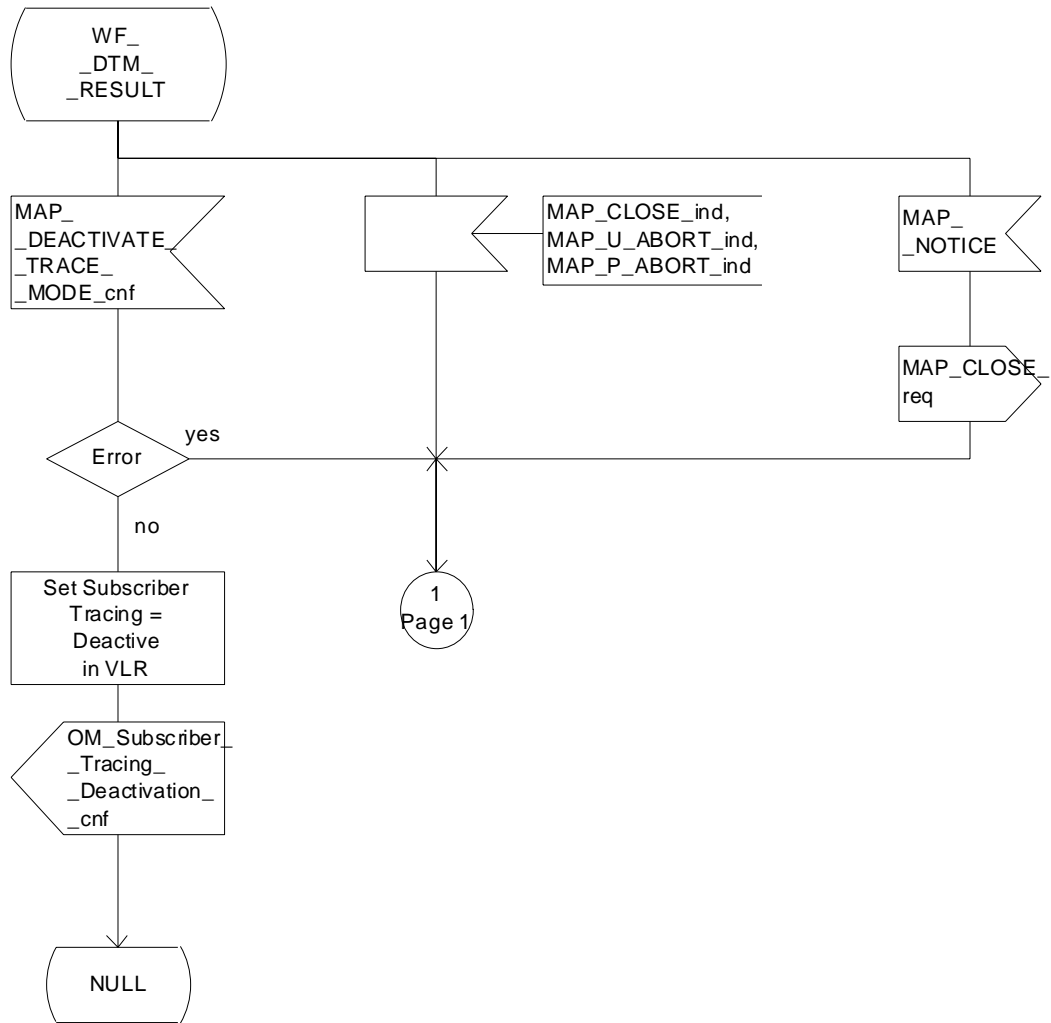 WF_
_DTM_
_RESULT
MAP_
_DEACTIVATE_
_TRACE_
_MODE_cnf
MAP_CLOSE_ind,
MAP_U_ABORT_ind,
MAP_P_ABORT_ind
MAP_
_NOTICE
MAP_CLOSE_
req
Error
yes
no
Set Subscriber
Tracing =
Deactive
in VLR
1
Page 1
OM_Subscriber_
_Tracing_
_Deactivation_
_cnf
NULL